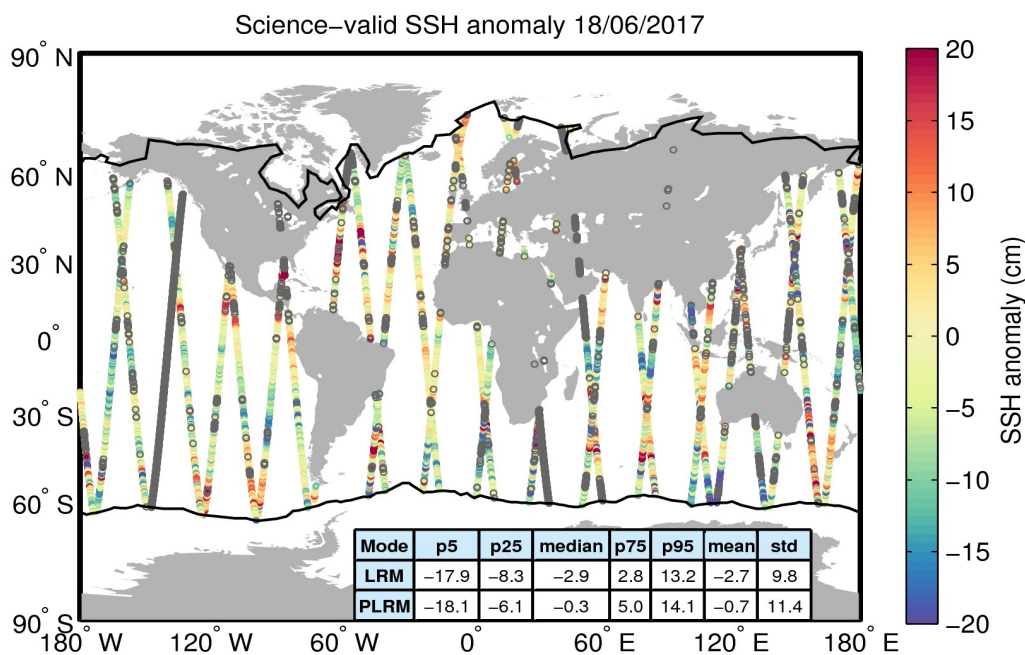 Science−valid SSH anomaly 18/06/2017
90° N
60° N
30° N
0°
30° S
60° S
90° S
180° W
120° W
60° W
0°
60° E
120° E
180° E
Mode p5 p25 median p75 p95 mean std
LRM −17.9 −8.3 −2.9 2.8 13.2 −2.7 9.8
PLRM −18.1 −6.1 −0.3 5.0 14.1 −0.7 11.4
20
15
10
5
0
−5
−10
−15
−20
SSH anomaly (cm)